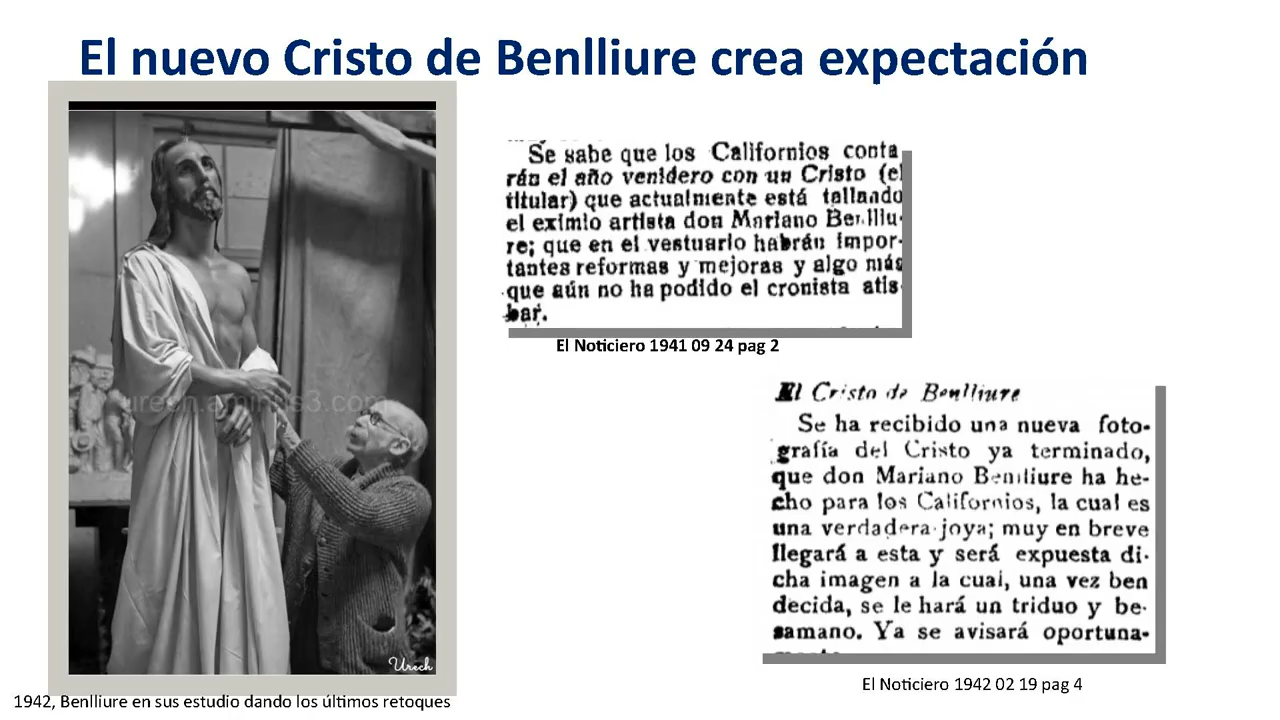 El nuevo Cristo de Benlliure crea expectación
Se sabe que los Californios conta
rán el año venidero con un Cristo (el
titular) que actualmente está tallando
el eximio artista don Mariano Benlliu-
re; que en el vestuario habrán impor-
tantes reformas y mejoras y algo más
que aún no ha podido el cronista atis-
bar.
El Noticiero 1941 09 24 pag 2
El Cristo de Benlliure
Se ha recibido una nueva foto-
grafía del Cristo ya terminado,
que don Mariano Benlliure ha he-
cho para los Californios, la cual es
una verdadera joya; muy en breve
llegará a esta y será expuesta di-
cha imagen a la cual, una vez ben
decida, se le hará un triduo y be-
samano. Ya se avisará oportuna-
El Noticiero 1942 02 19 pag 4
urech.aminus3.com
Urech
1942, Benlliure en sus estudio dando los últimos retoques